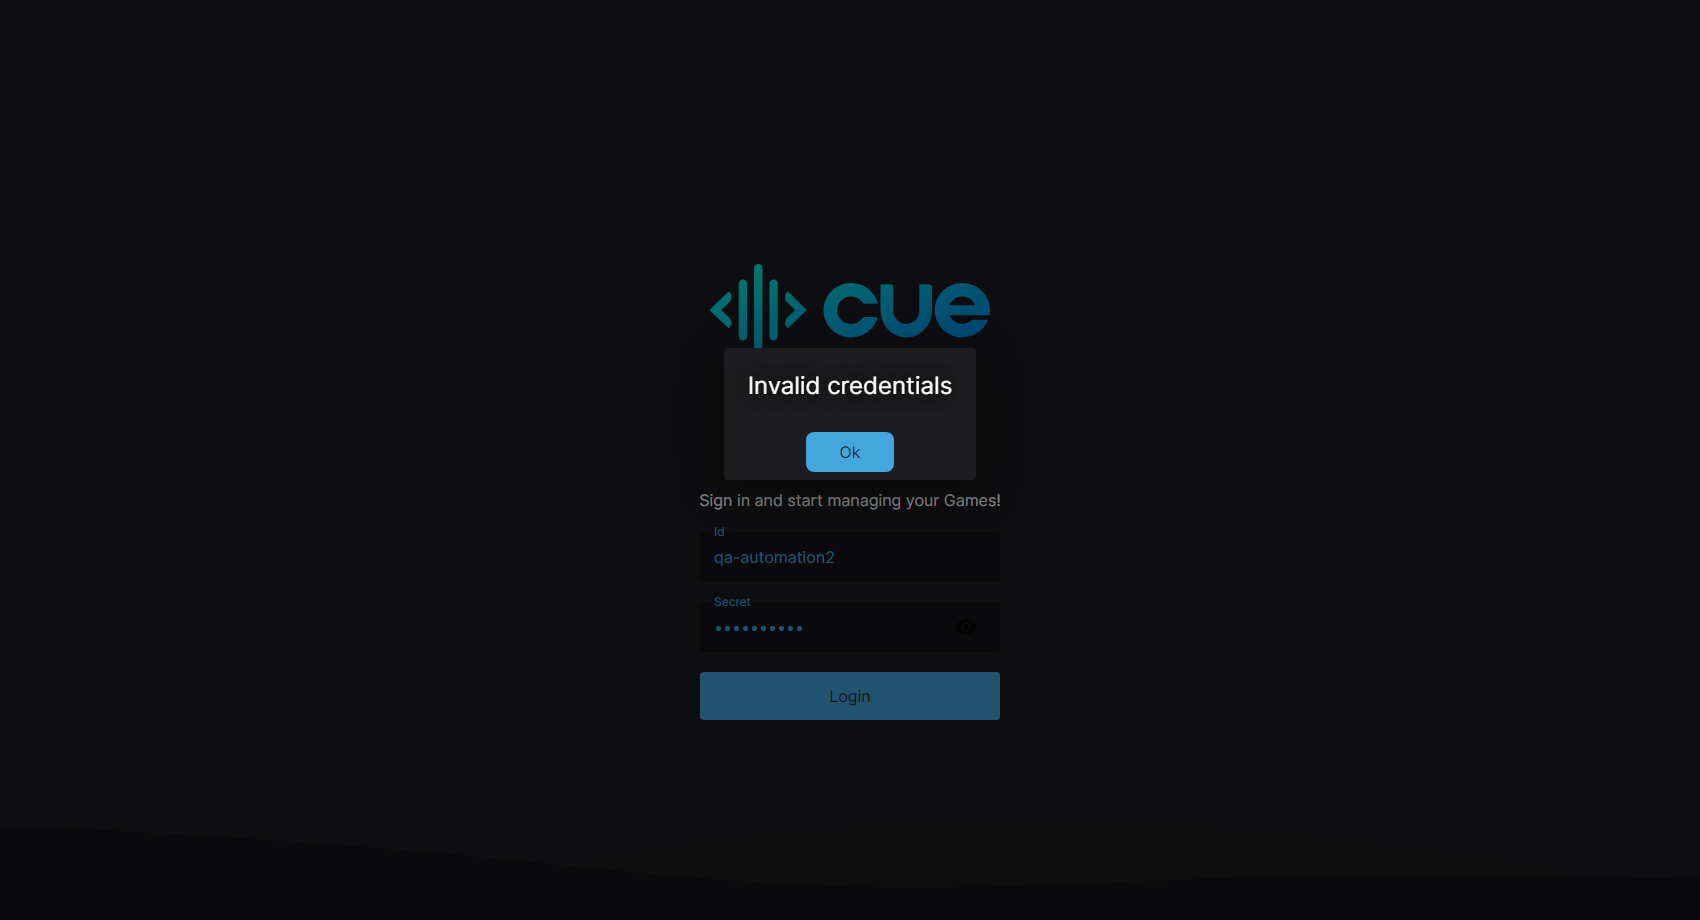 cue
Invalid credentials
Ok
Sign in and start managing your Games!
Id
qa-automation2
Secret
••••••••••
Login